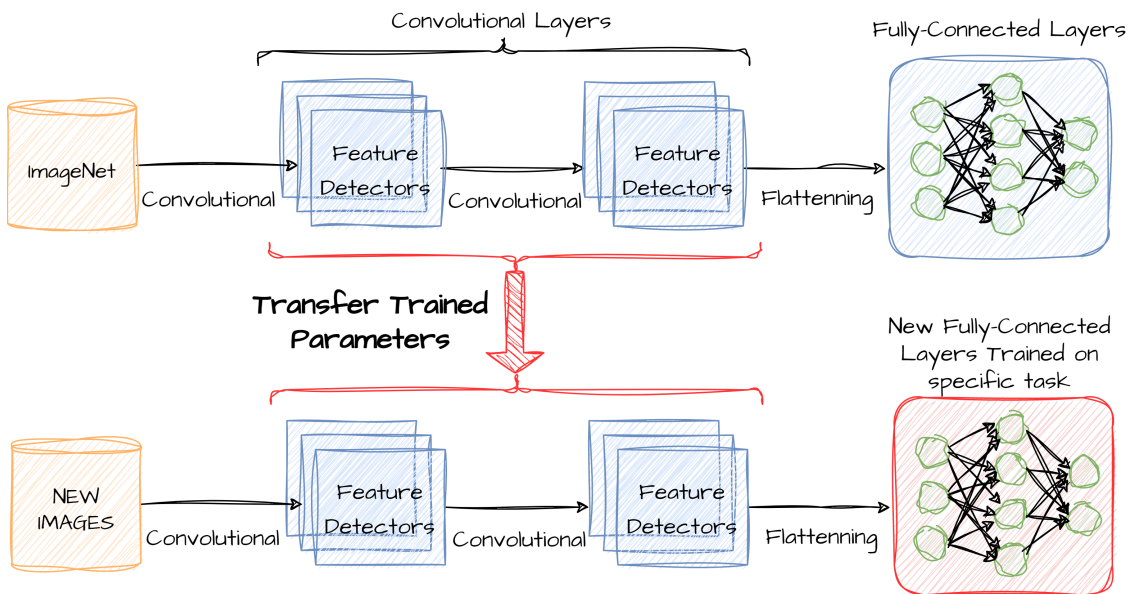 Convolutional Layers
Fully-Connected Layers
ImageNet
Convolutional
Feature
Detectors
Convolutional
Feature
Detectors
Flattenning
Transfer Trained
Parameters
New Fully-Connected
Layers Trained on
specific task
NEW
IMAGES
Convolutional
Feature
Detectors
Convolutional
Feature
Detectors
Flattenning